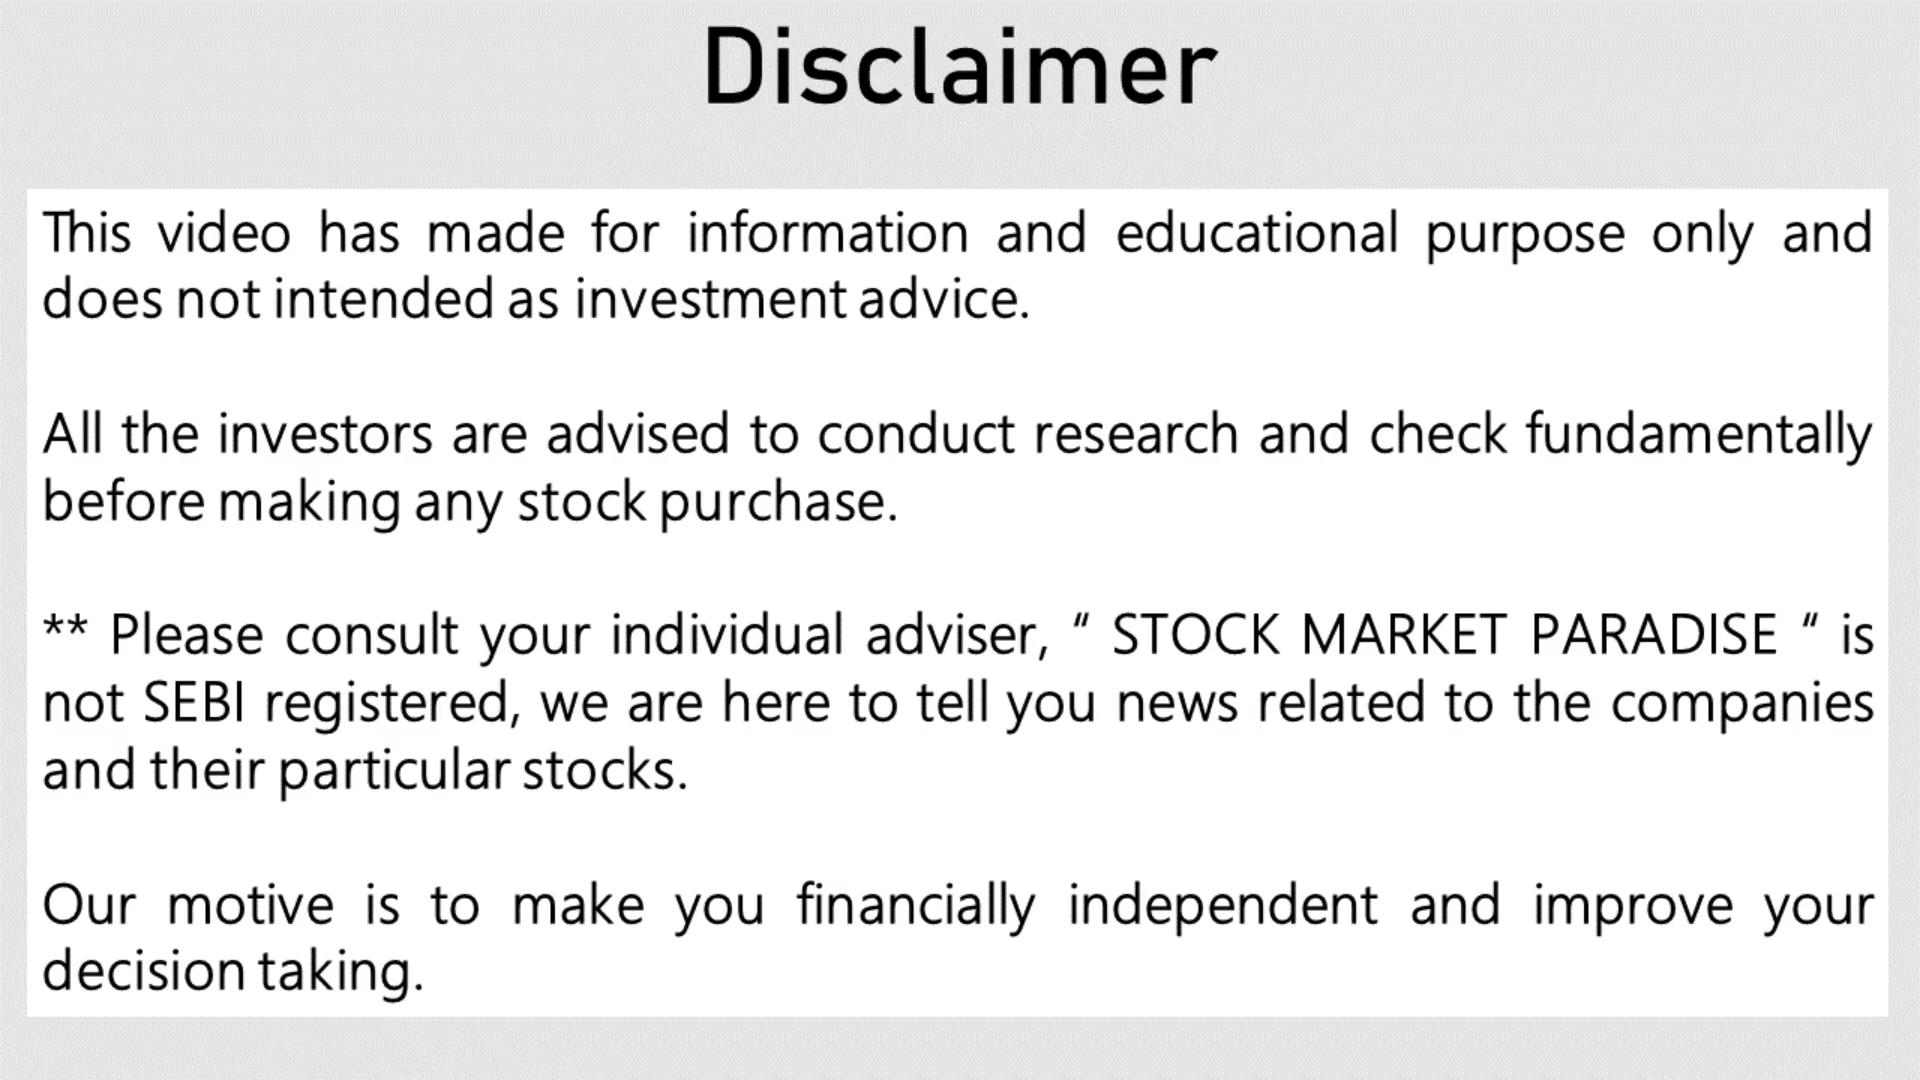 Disclaimer
This video has made for information and educational purpose only and
does not intended as investment advice.
All the investors are advised to conduct research and check fundamentally
before making any stock purchase.
** Please consult your individual adviser, “ STOCK MARKET PARADISE “ is
not SEBI registered, we are here to tell you news related to the companies
and their particular stocks.
Our motive is to make you financially independent and improve your
decision taking.